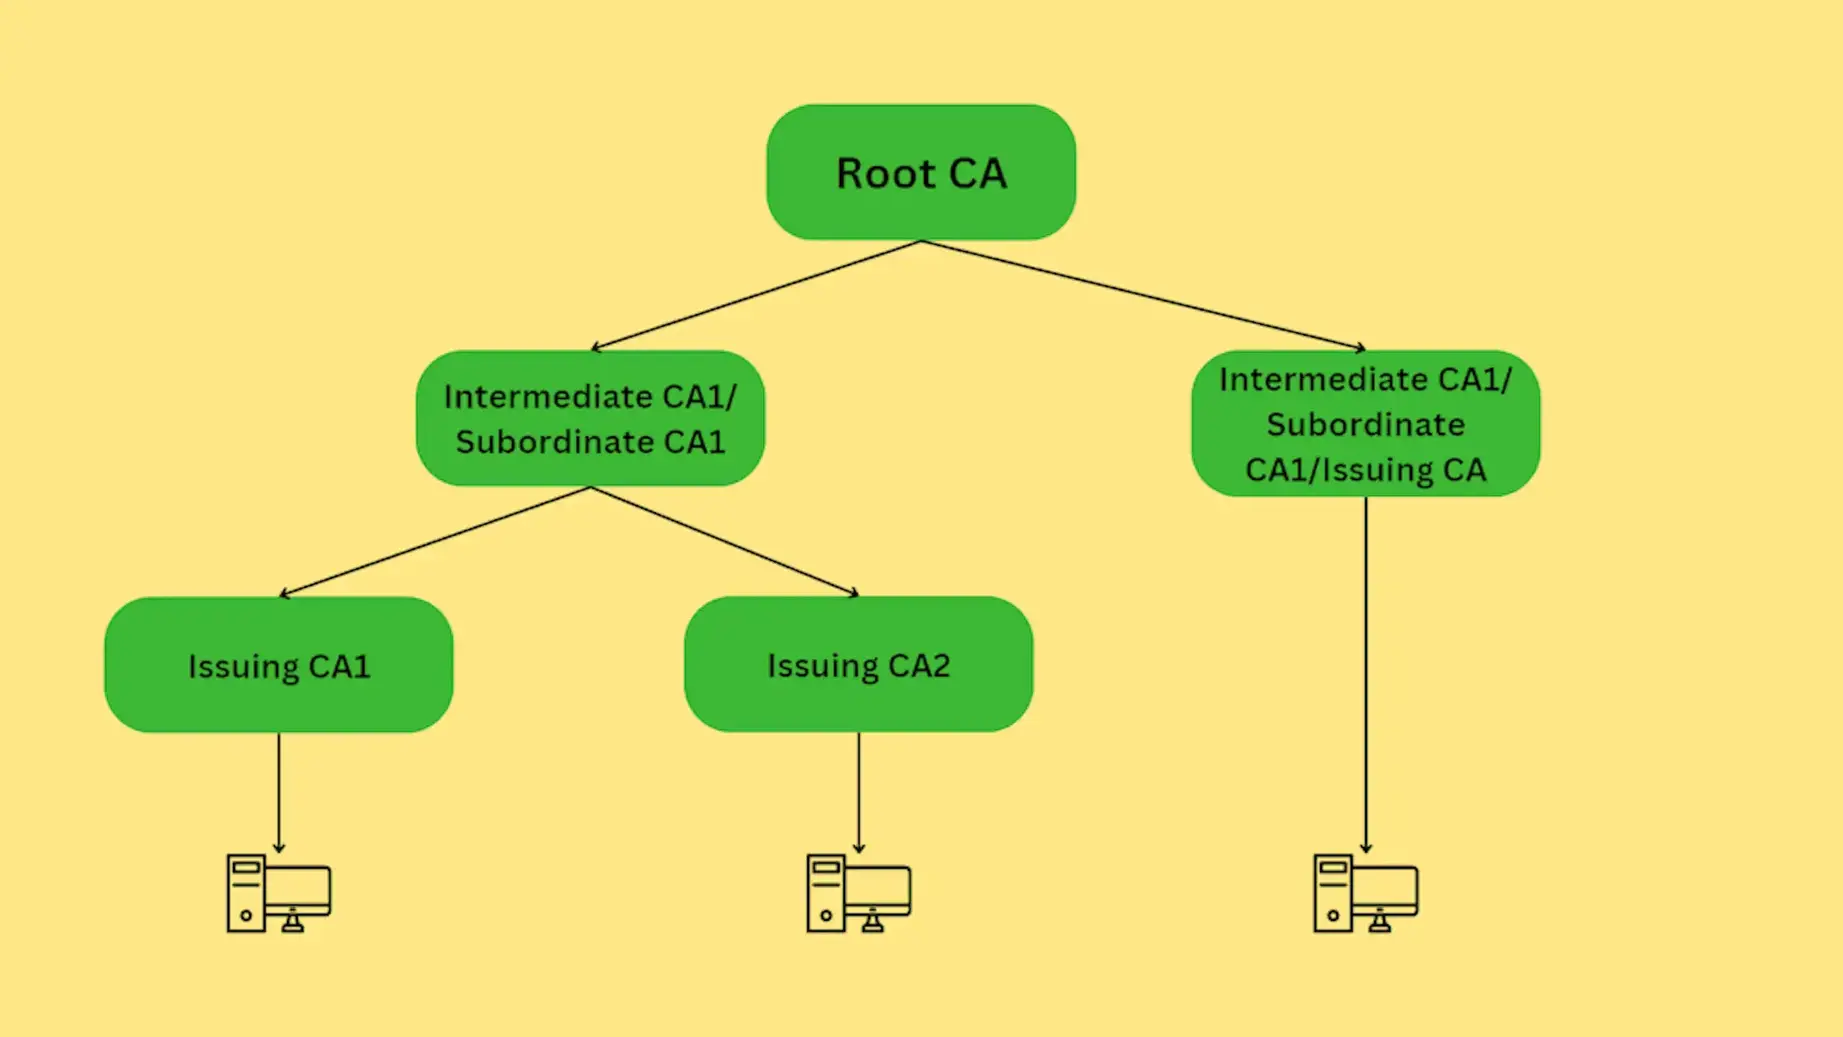 Root CA
Intermediate CA1/
Subordinate CA1
Intermediate CA1/
Subordinate
CA1/Issuing CA
Issuing CA1
Issuing CA2